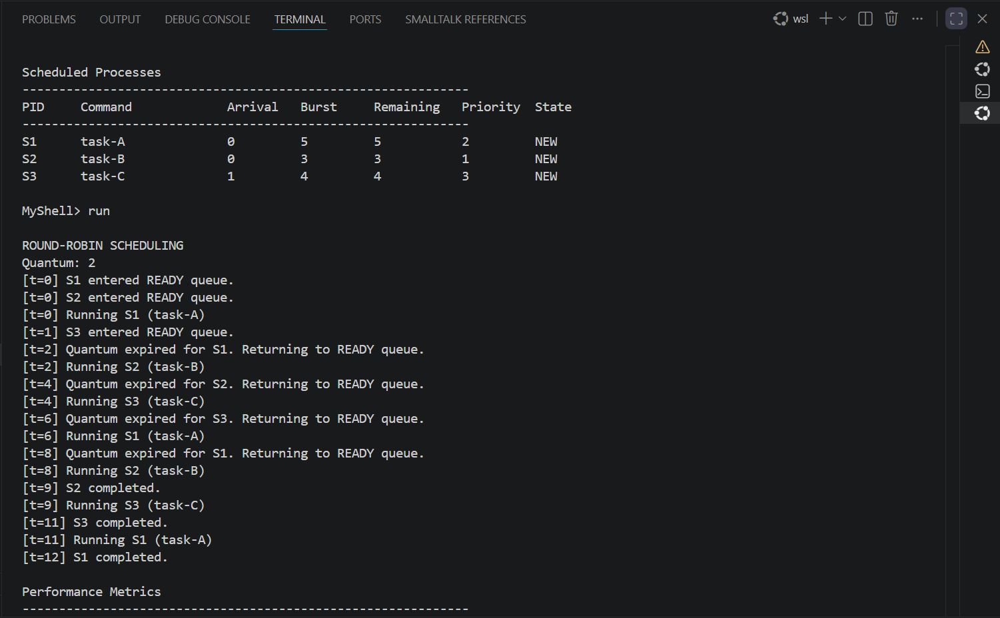 PROBLEMS OUTPUT DEBUG CONSOLE TERMINAL PORTS SMALLTALK REFERENCES wsl
Scheduled Processes
-------------------------------------------------------------
PID Command Arrival Burst Remaining Priority State
-------------------------------------------------------------
S1 task-A 0 5 5 2 NEW
S2 task-B 0 3 3 1 NEW
S3 task-C 1 4 4 3 NEW
MyShell> run
ROUND-ROBIN SCHEDULING
Quantum: 2
[t=0] S1 entered READY queue.
[t=0] S2 entered READY queue.
[t=0] Running S1 (task-A)
[t=1] S3 entered READY queue.
[t=2] Quantum expired for S1. Returning to READY queue.
[t=2] Running S2 (task-B)
[t=4] Quantum expired for S2. Returning to READY queue.
[t=4] Running S3 (task-C)
[t=6] Quantum expired for S3. Returning to READY queue.
[t=6] Running S1 (task-A)
[t=8] Quantum expired for S1. Returning to READY queue.
[t=8] Running S2 (task-B)
[t=9] S2 completed.
[t=9] Running S3 (task-C)
[t=11] S3 completed.
[t=11] Running S1 (task-A)
[t=12] S1 completed.
Performance Metrics
-------------------------------------------------------------